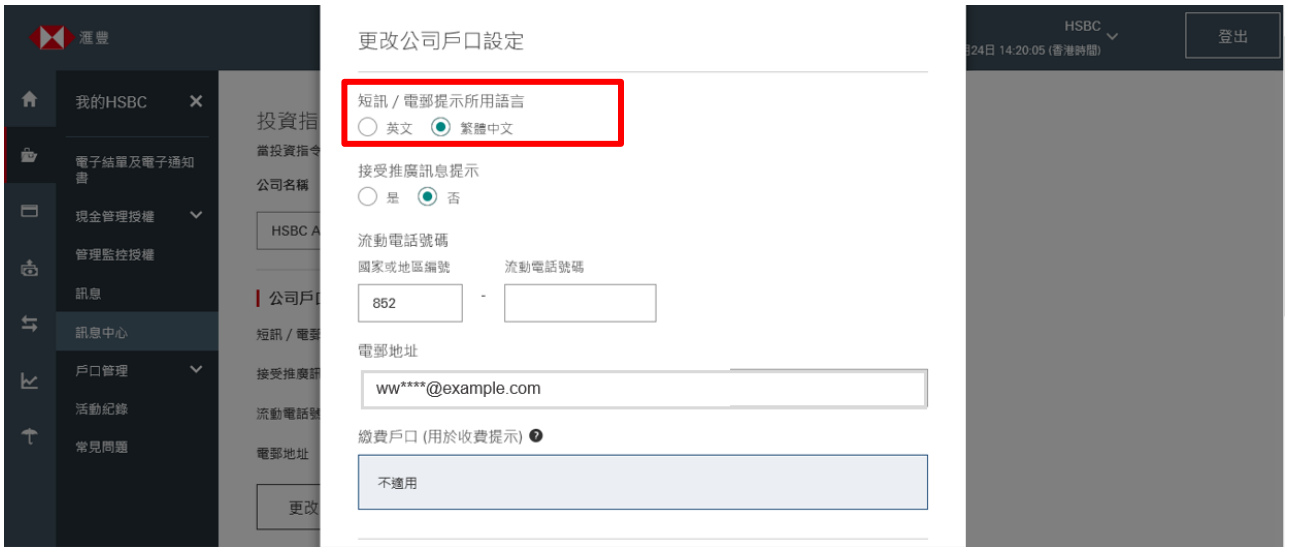 滙豐
HSBC
月24日 14:20:05 (香港時間)
登出
我的HSBC
電子結單及電子通知
書
現金管理授權
管理監控授權
訊息
訊息中心
戶口管理
活動紀錄
常見問題
投資指
當投資指令
公司名稱
HSBC A
公司戶口
短訊 / 電郵
接受推廣訊
流動電話號
電郵地址
更改
更改公司戶口設定
短訊 / 電郵提示所用語言
英文 繁體中文
接受推廣訊息提示
是 否
流動電話號碼
國家或地區編號 流動電話號碼
852 -
電郵地址
ww****@example.com
繳費戶口 (用於收費提示) ?
不適用